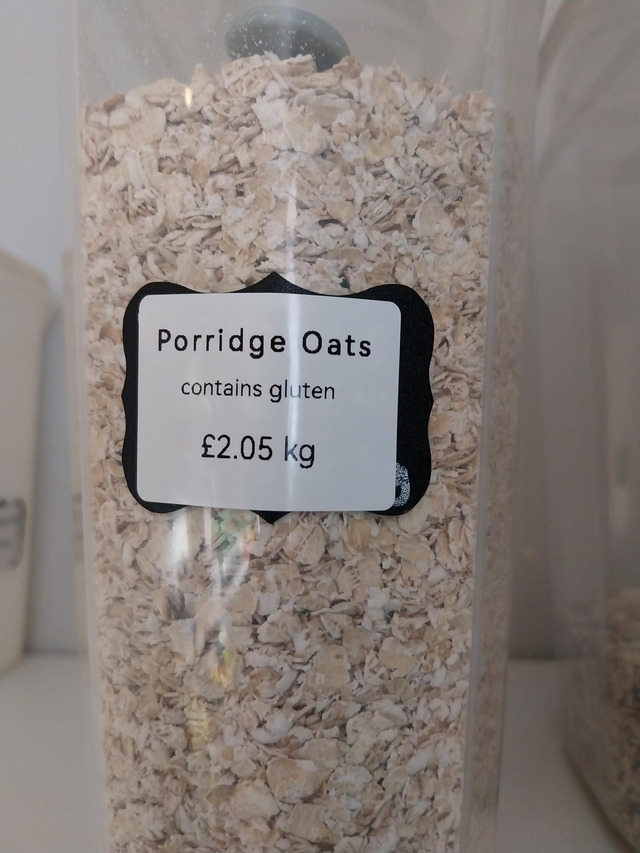 Porridge Oats
contains gluten
£2.05 kg